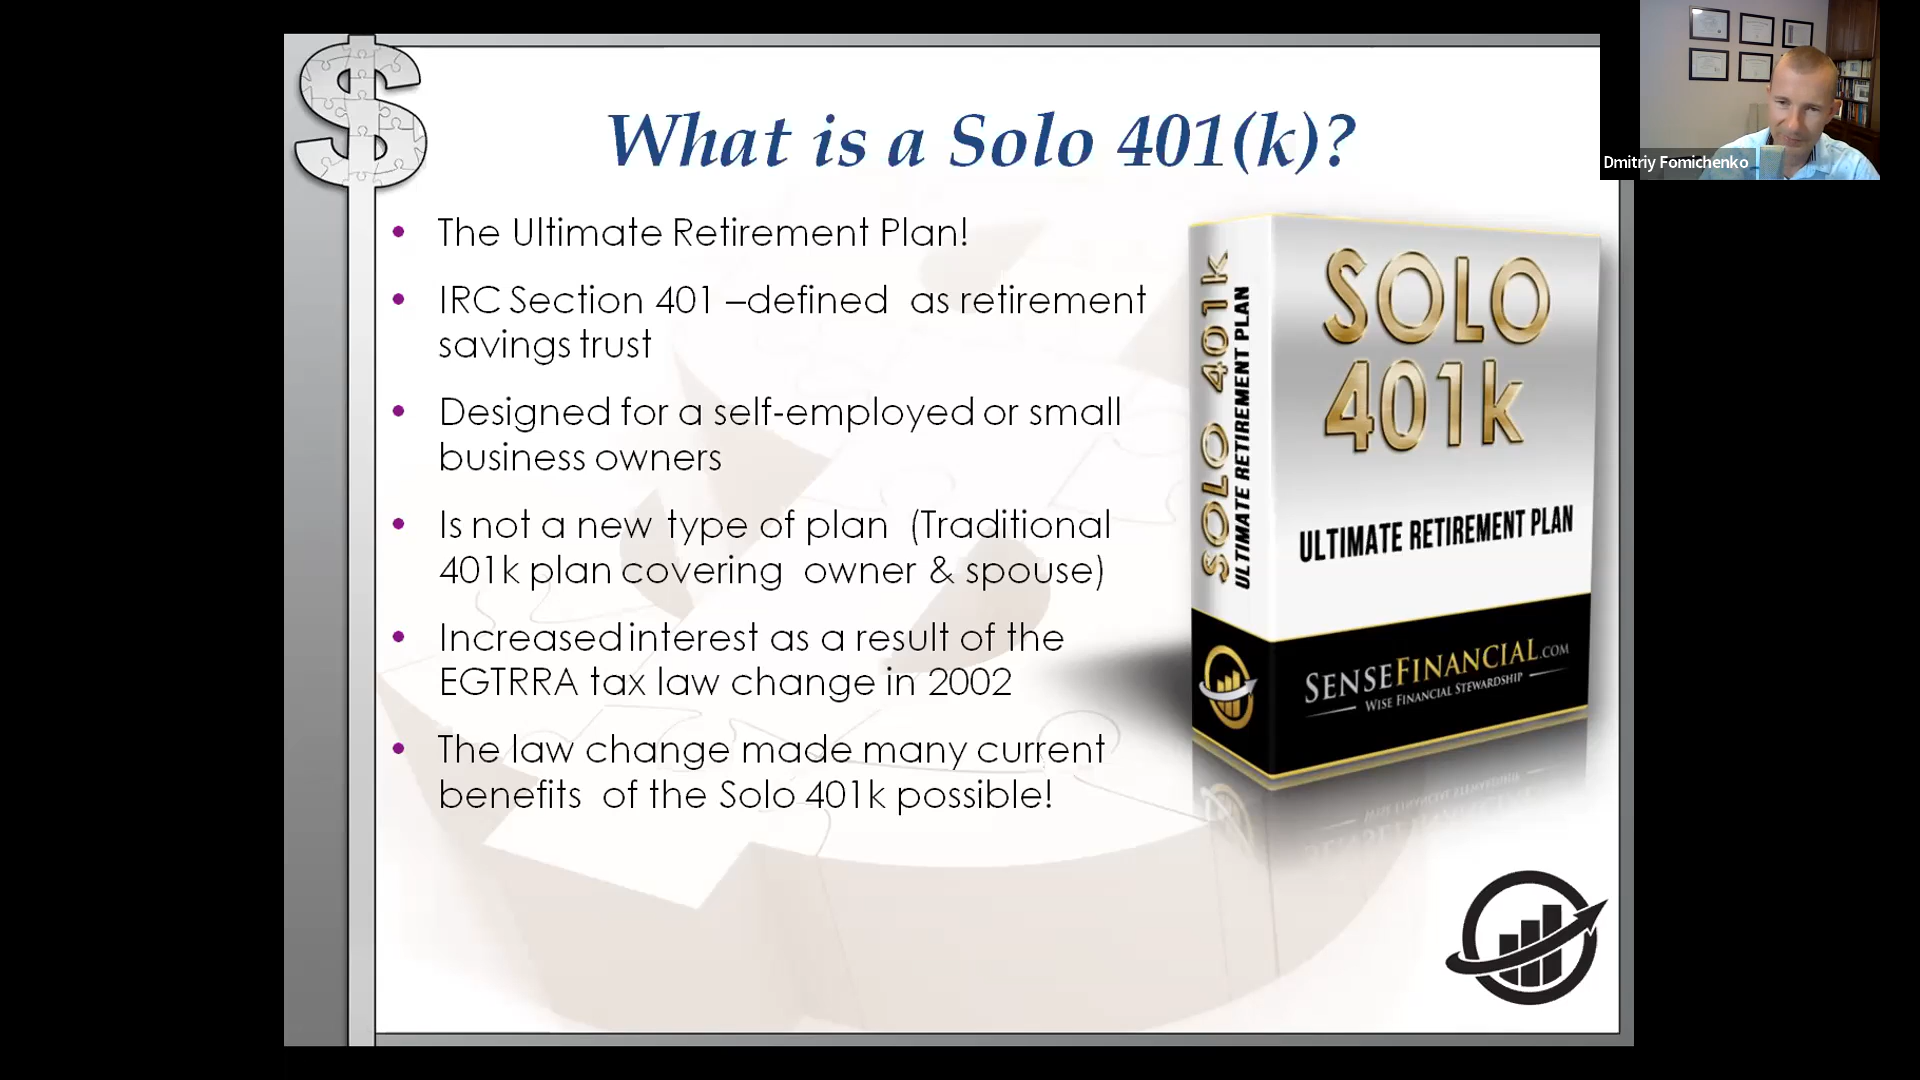 What is a Solo 401(k)?
Dmitriy Fomichenko
• The Ultimate Retirement Plan!
• IRC Section 401 –defined as retirement
savings trust
• Designed for a self-employed or small
business owners
• Is not a new type of plan (Traditional
401k plan covering owner & spouse)
• Increased interest as a result of the
EGTRRA tax law change in 2002
• The law change made many current
benefits of the Solo 401k possible!
SOLO 401k
ULTIMATE RETIREMENT PLAN
SOLO
401k
ULTIMATE RETIREMENT PLAN
SENSEFINANCIAL.COM
WISE FINANCIAL STEWARDSHIP